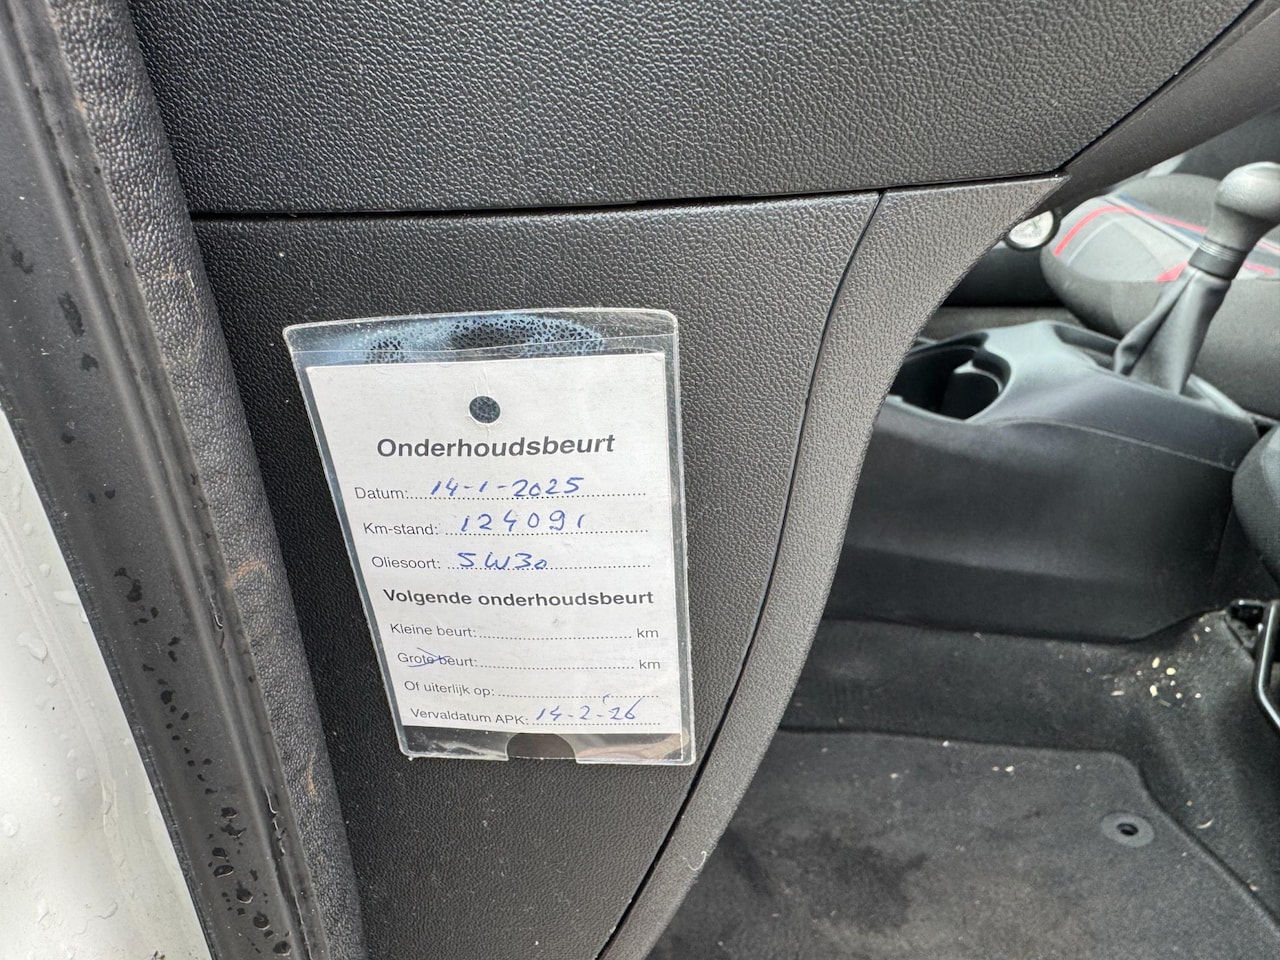 Onderhoudsbeurt
Datum: 14-1-2025
Km-stand: 124091
Oliesoort: 5W30
Volgende onderhoudsbeurt
Kleine beurt: km
Grote beurt: km
Of uiterlijk op:
Vervaldatum APK: 14-2-26